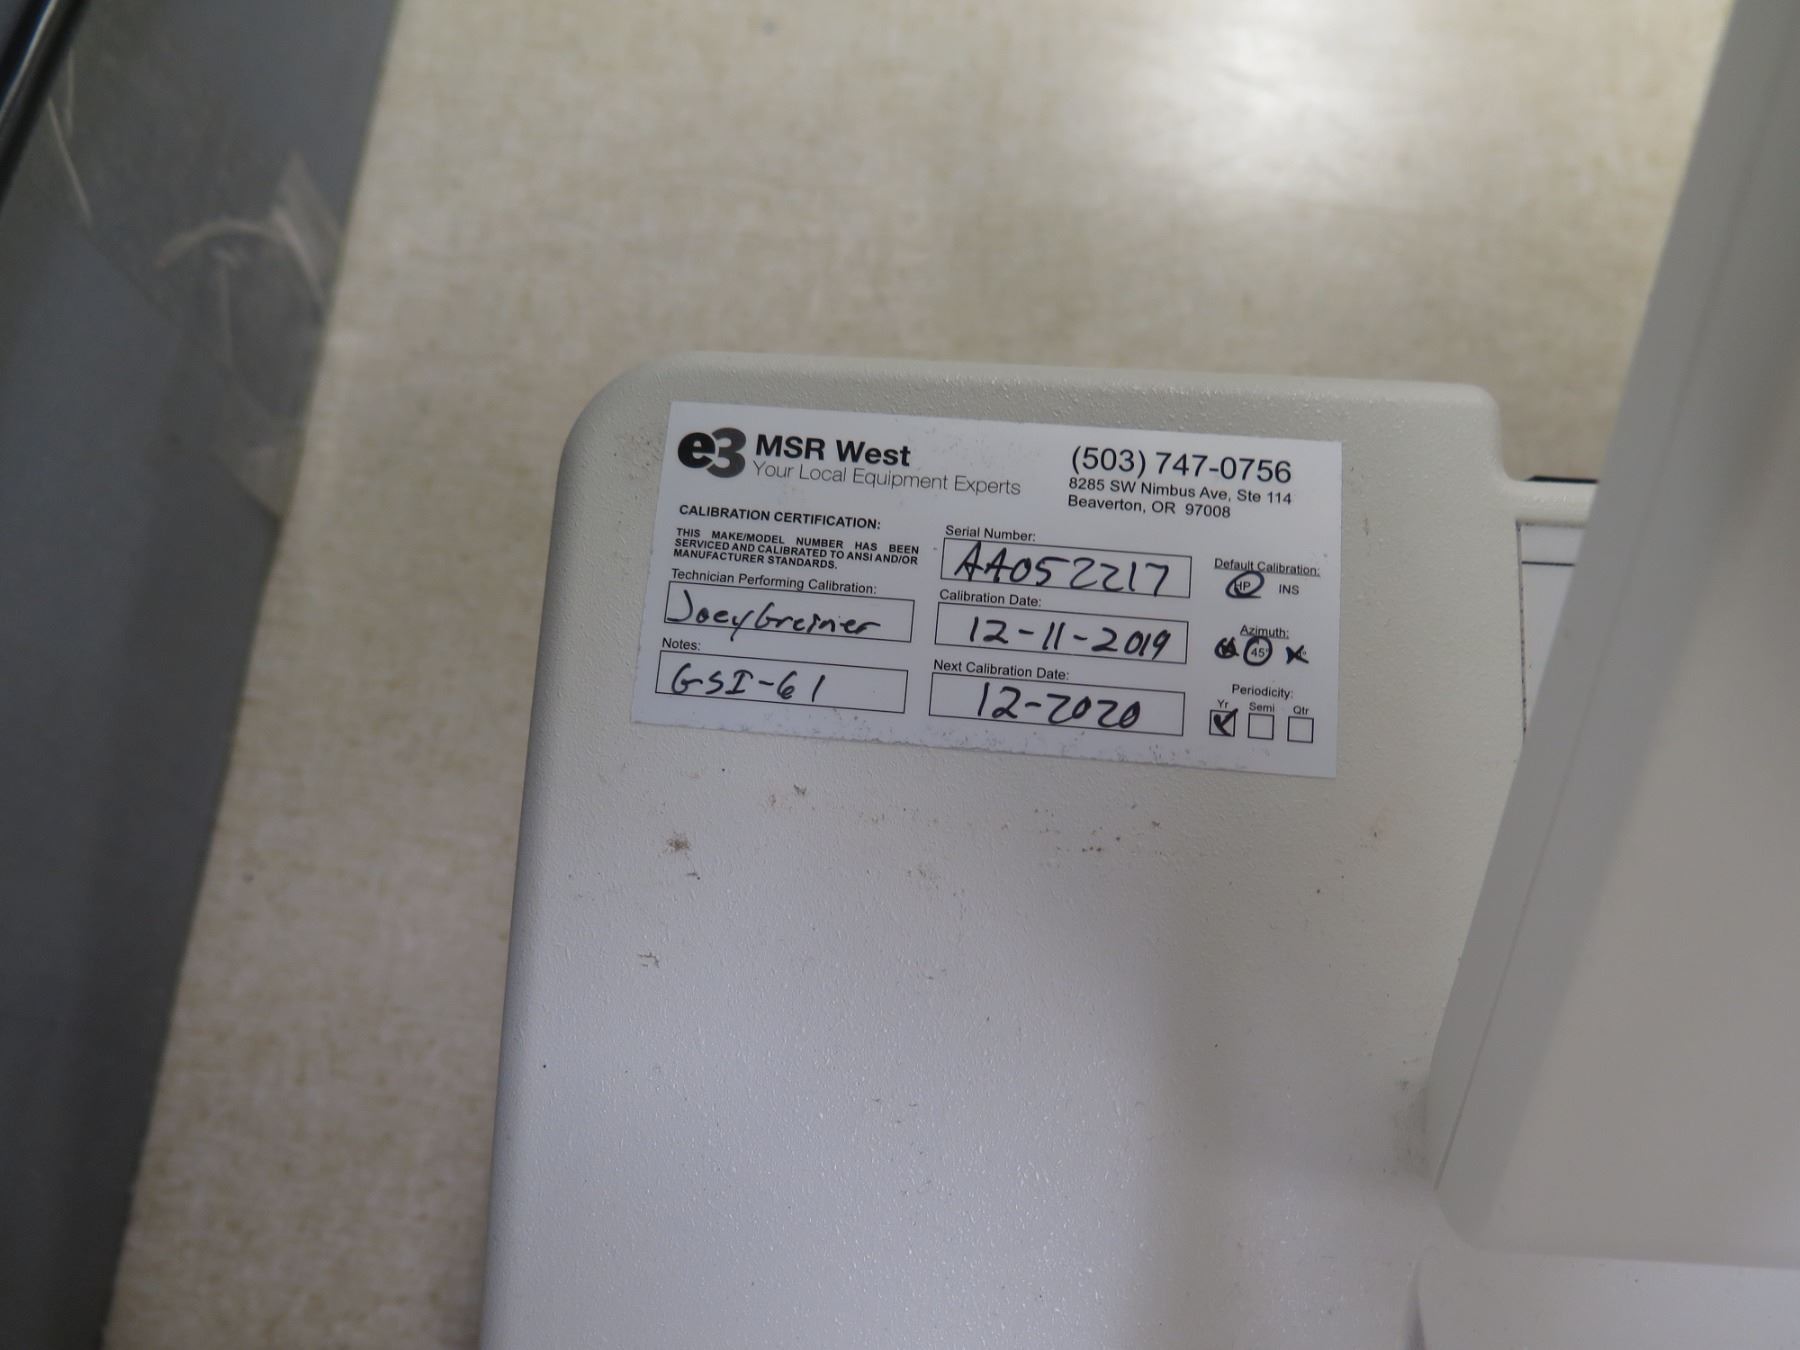 e3 MSR West
Your Local Equipment Experts
(503) 747-0756
8285 SW Nimbus Ave, Ste 114
Beaverton, OR 97008
CALIBRATION CERTIFICATION:
THIS MAKE/MODEL NUMBER HAS BEEN
SERVICED AND CALIBRATED TO ANSI AND/OR
MANUFACTURER STANDARDS.
Technician Performing Calibration:
Joey Greiner
Notes:
GSI-61
Serial Number:
AA052217
Calibration Date:
12-11-2019
Next Calibration Date:
12-2020
Default Calibration:
HP INS
Azimuth:
45°
Periodicity:
Yr Semi Qtr